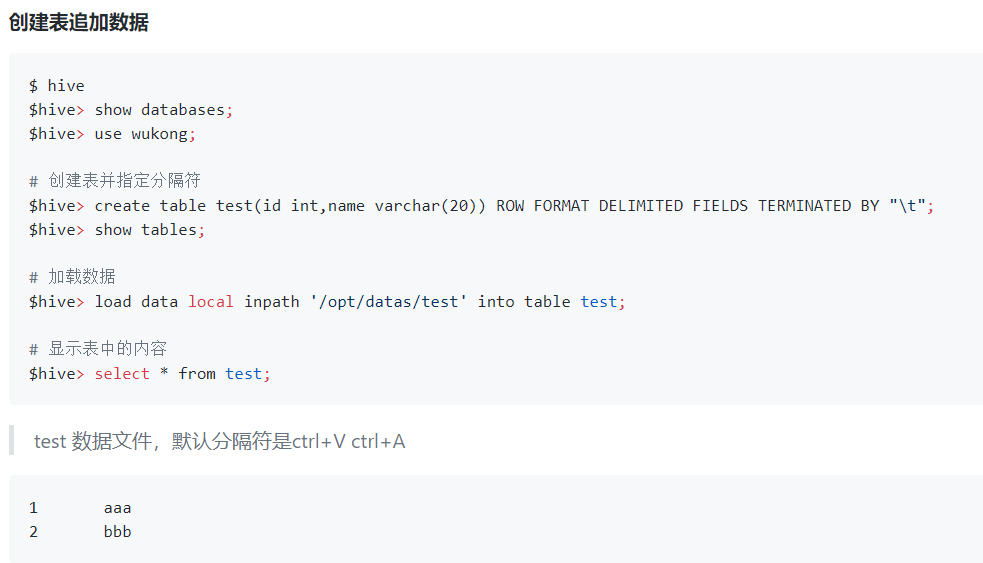 创建表追加数据
$ hive
$hive> show databases;
$hive> use wukong;
# 创建表并指定分隔符
$hive> create table test(id int,name varchar(20)) ROW FORMAT DELIMITED FIELDS TERMINATED BY "\t";
$hive> show tables;
# 加载数据
$hive> load data local inpath '/opt/datas/test' into table test;
# 显示表中的内容
$hive> select * from test;
test 数据文件，默认分隔符是ctrl+V ctrl+A
1 aaa
2 bbb